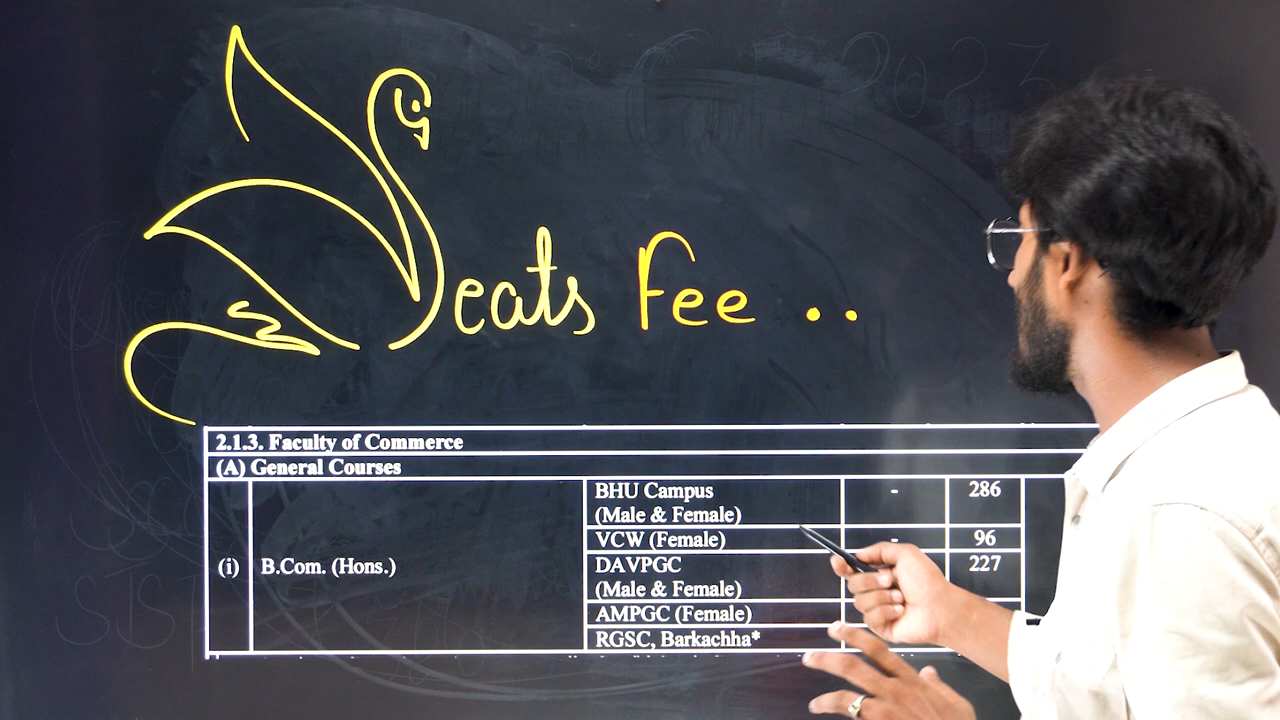 Seats Fee ..
2.1.3. Faculty of Commerce
(A) General Courses
(i) B.Com. (Hons.)
BHU Campus - 286
(Male & Female)
VCW (Female) - 96
DAVPGC 227
(Male & Female)
AMPGC (Female)
RGSC, Barkachha*